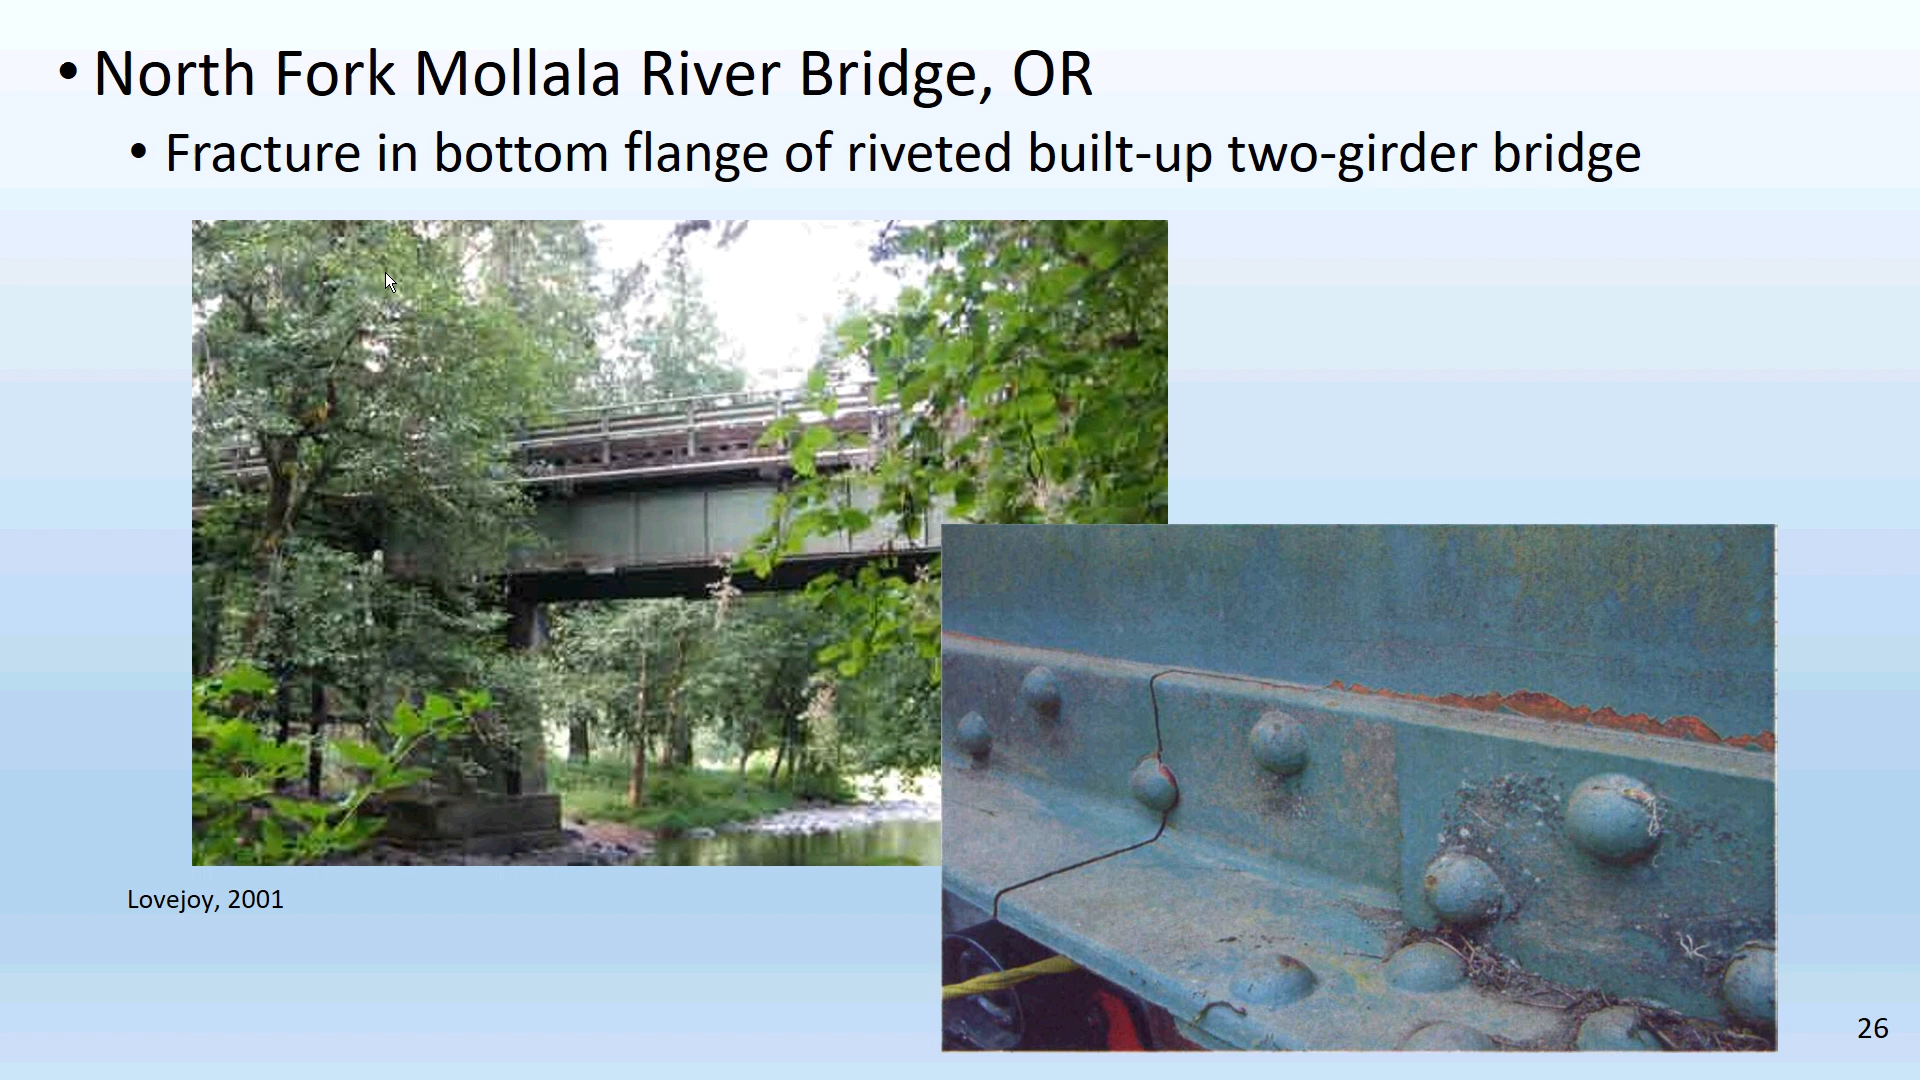 • North Fork Mollala River Bridge, OR
• Fracture in bottom flange of riveted built-up two-girder bridge
Lovejoy, 2001
26